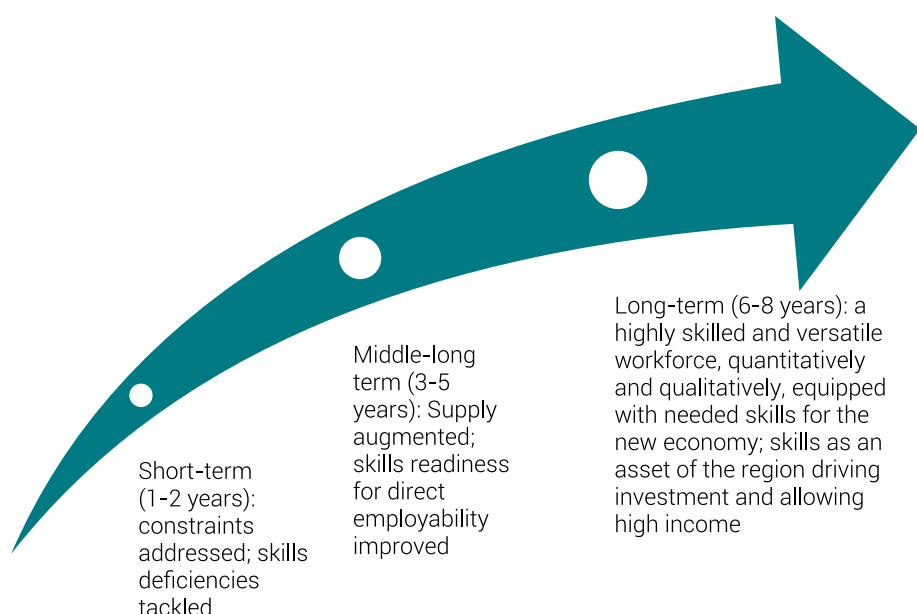 Short-term
(1-2 years):
constraints
addressed; skills
deficiencies
tackled
Middle-long
term (3-5
years): Supply
augmented;
skills readiness
for direct
employability
improved
Long-term (6-8 years): a
highly skilled and versatile
workforce, quantitatively
and qualitatively, equipped
with needed skills for the
new economy; skills as an
asset of the region driving
investment and allowing
high income